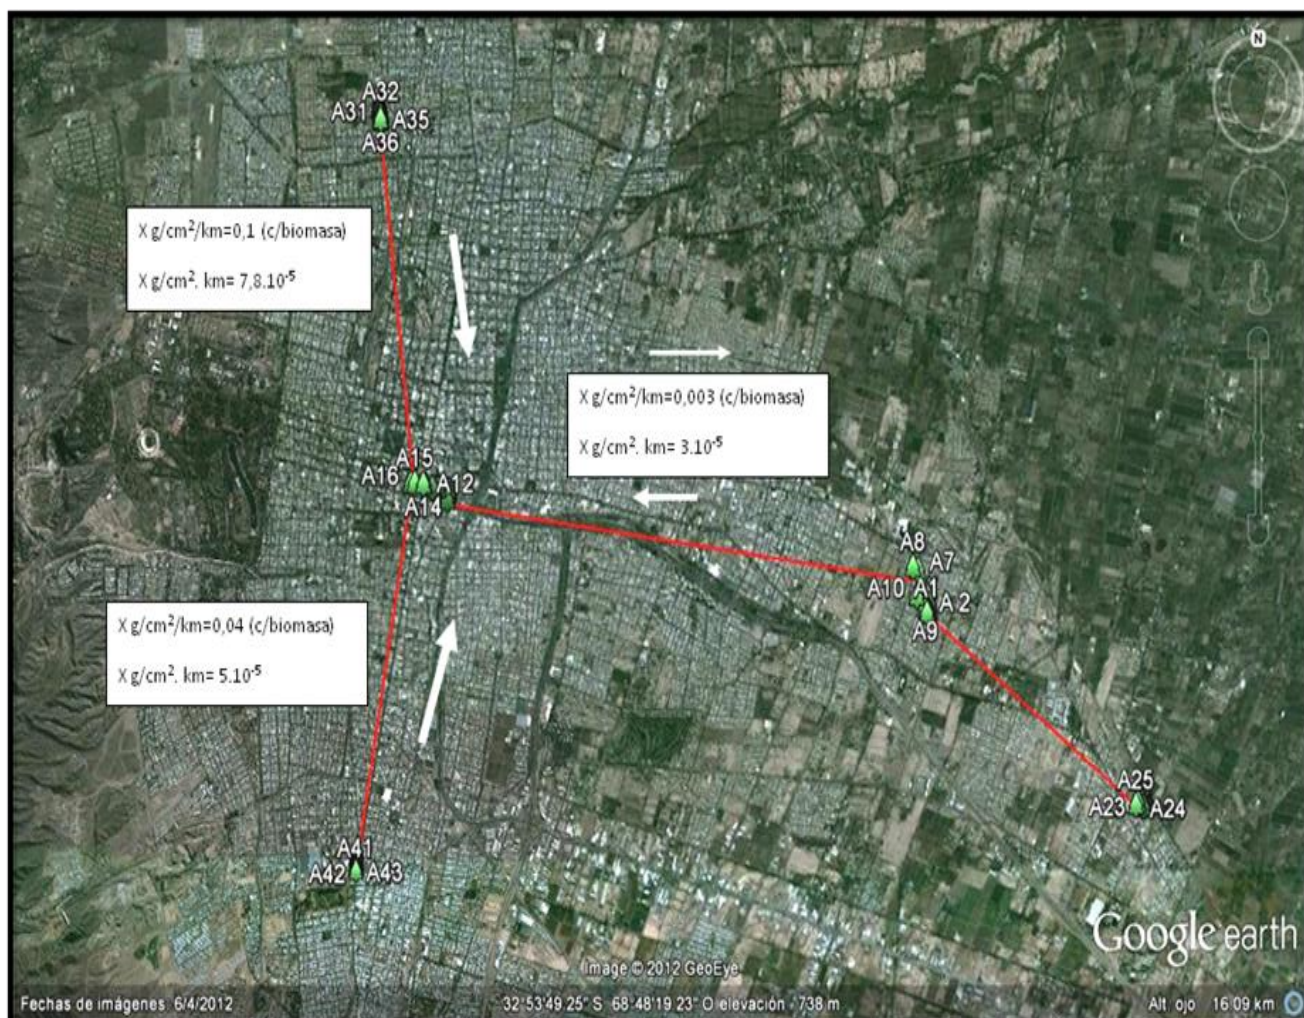 N
A32
A31 A35
A36
X g/cm²/km=0,1 (c/biomasa)
X g/cm². km= 7,8.10⁻⁵
X g/cm²/km=0,003 (c/biomasa)
X g/cm². km= 3.10⁻⁵
A15
A16 A12
A14
A8
A7
A10 A1
A 2
A9
X g/cm²/km=0,04 (c/biomasa)
X g/cm². km= 5.10⁻⁵
A25
A23 A24
A41
A42 A43
Google earth
Image © 2012 GeoEye
Fechas de imágenes 6/4/2012 32°53'49.25" S 68°48'19 23" O elevación - 738 m Alt ojo 16 09 km